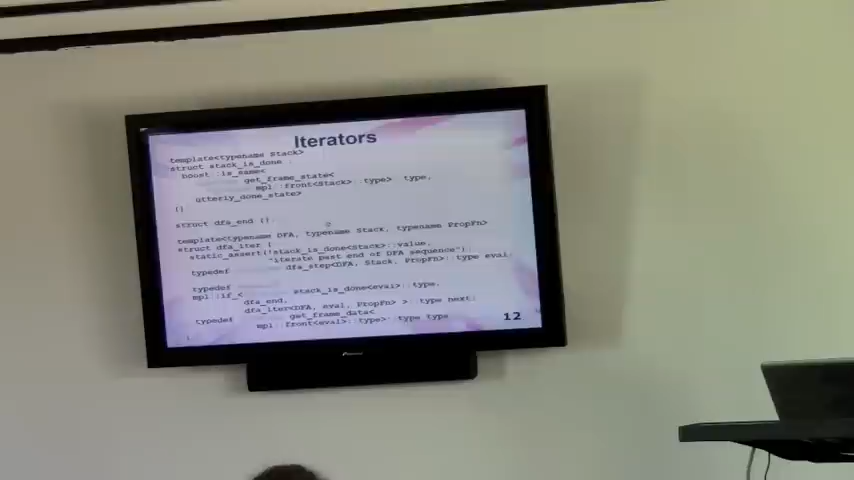 Iterators
template<typename Stack>
struct stack_is_done :
boost::is_same<
get_frame_state<
mpl::front<Stack>::type> type,
utterly_done_state>
{}
struct dfa_end {}
template<typename DFA, typename Stack, typename PropFn>
struct dfa_iter {
static_assert(!stack_is_done<Stack>::value,
"iterate past end of DFA sequence");
typedef
dfa_step<DFA, Stack, PropFn>::type eval;
typedef
mpl::if_< stack_is_done<eval>::type,
dfa_end,
dfa_iter<DFA, eval, PropFn> >::type next;
typedef get_frame_data<
mpl::front<eval>::type>::type type
12